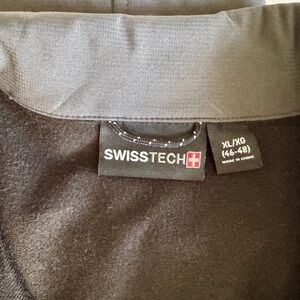 SWISSTECH
XL/XG
(46-48)
MADE IN CHINA